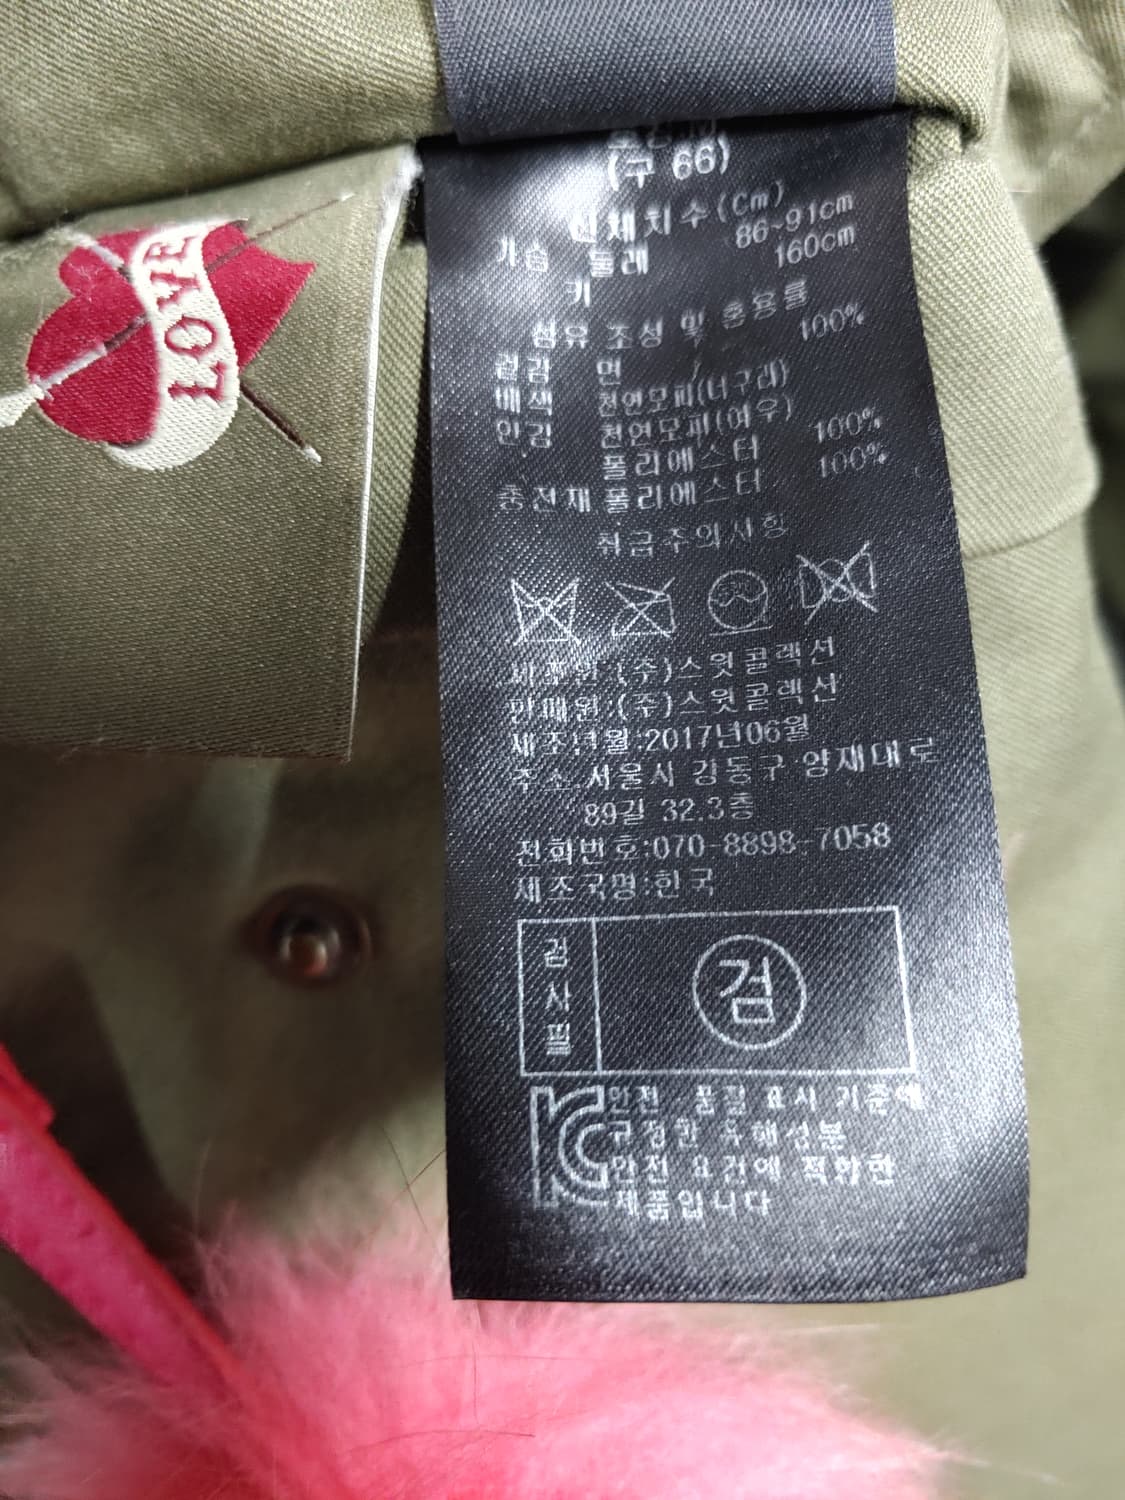 LOVE
(구 66)
신체치수(Cm)
가슴 둘레 86~91cm
키 160cm
섬유 조성 및 혼용률
겉감 면 100%
배색 천연모피(너구리)
천연모피(여우)
안감 폴리에스터 100%
충전재 폴리에스터 100%
취급주의사항
제조원:(주)스윗콜렉션
판매원:(주)스윗콜렉션
제조년월:2017년06월
주소:서울시 강동구 양재대로
89길 32.3층
전화번호:070-8898-7058
제조국명:한국
검사필
검
안전 품질 표시 기준에
규정한 유해성분
안전 요건에 적합한
제품입니다